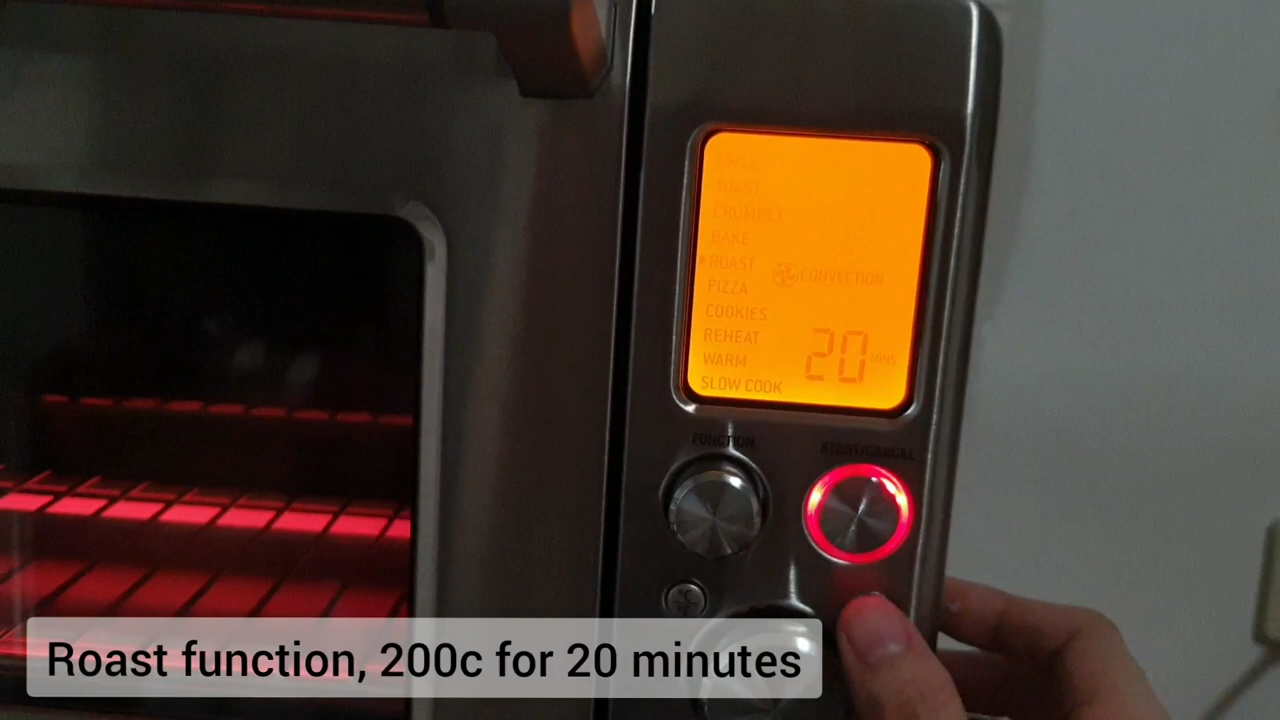 GRILL
TOAST
CRUMPET
BAKE
ROAST
CONVECTION
PIZZA
COOKIES
REHEAT
WARM
20 MINS
SLOW COOK
FUNCTION
START/CANCEL
°C
°F
Roast function, 200c for 20 minutes